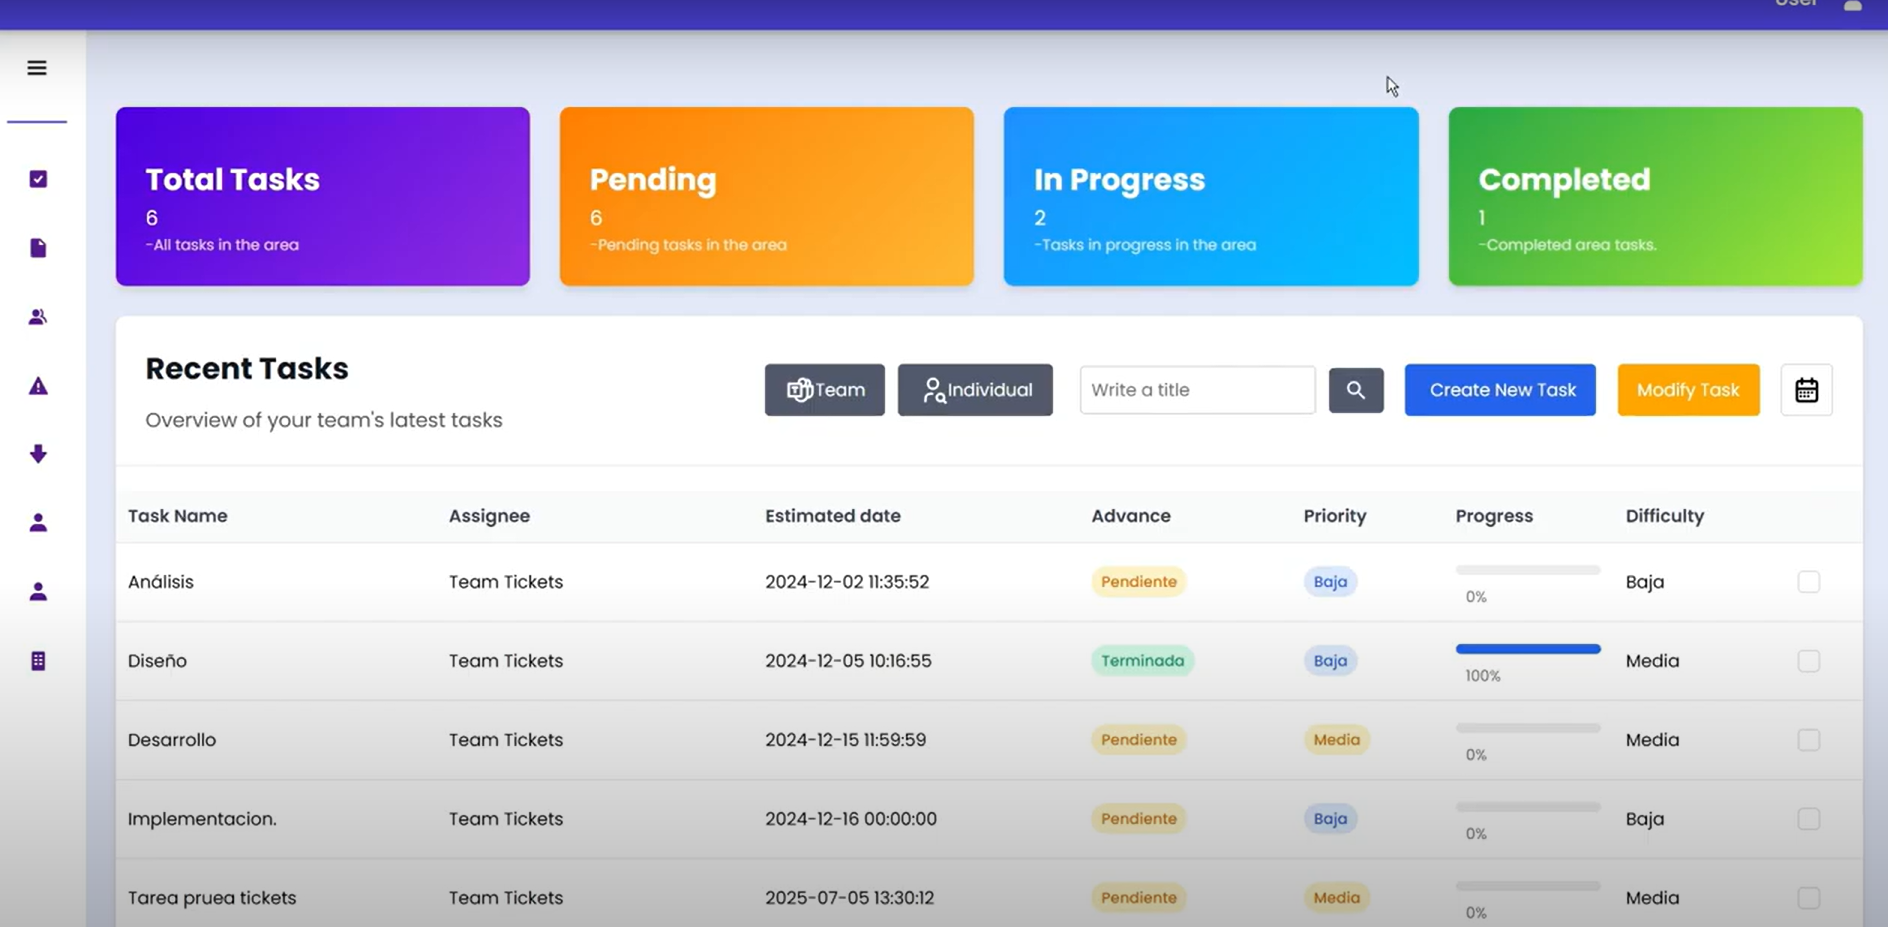 User
Total Tasks
6
-All tasks in the area
Pending
6
-Pending tasks in the area
In Progress
2
-Tasks in progress in the area
Completed
1
-Completed area tasks.
Recent Tasks
Overview of your team's latest tasks
Team
Individual
Write a title
Create New Task
Modify Task
Task Name Assignee Estimated date Advance Priority Progress Difficulty
Análisis Team Tickets 2024-12-02 11:35:52 Pendiente Baja 0% Baja
Diseño Team Tickets 2024-12-05 10:16:55 Terminada Baja 100% Media
Desarrollo Team Tickets 2024-12-15 11:59:59 Pendiente Media 0% Media
Implementacion. Team Tickets 2024-12-16 00:00:00 Pendiente Baja 0% Baja
Tarea pruea tickets Team Tickets 2025-07-05 13:30:12 Pendiente Media 0% Media